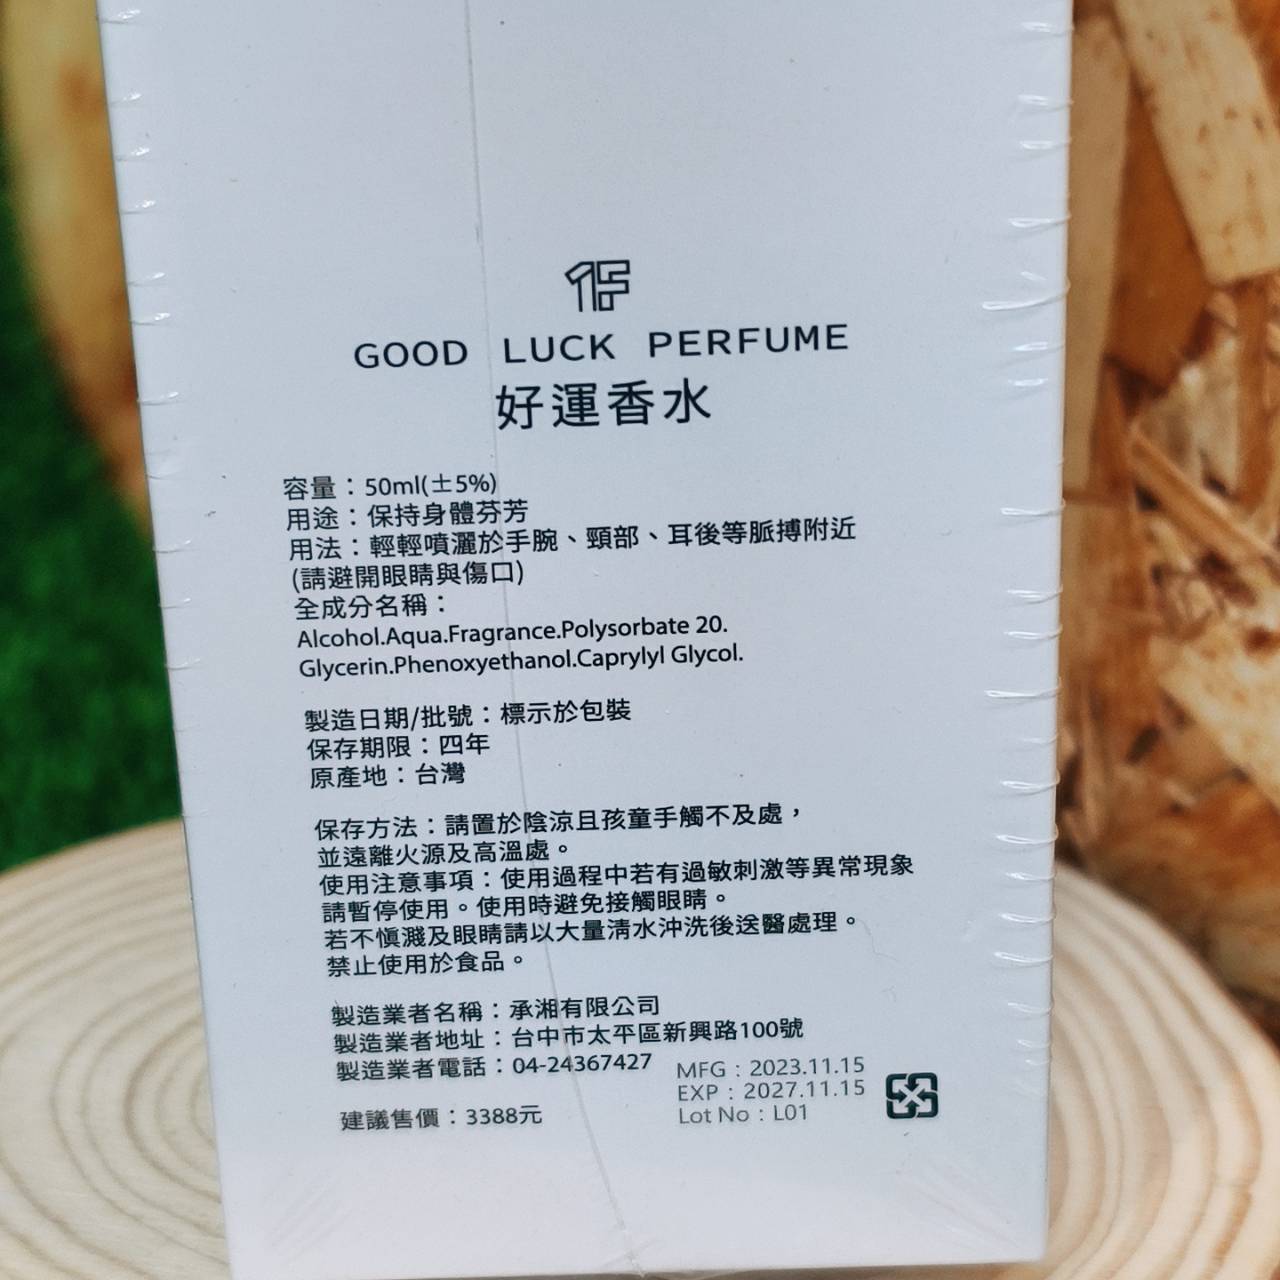 1F
GOOD LUCK PERFUME
好運香水
容量：50ml(±5%)
用途：保持身體芬芳
用法：輕輕噴灑於手腕、頸部、耳後等脈搏附近
(請避開眼睛與傷口)
全成分名稱：
Alcohol.Aqua.Fragrance.Polysorbate 20.
Glycerin.Phenoxyethanol.Caprylyl Glycol.
製造日期/批號：標示於包裝
保存期限：四年
原產地：台灣
保存方法：請置於陰涼且孩童手觸不及處，
並遠離火源及高溫處。
使用注意事項：使用過程中若有過敏刺激等異常現象
請暫停使用。使用時避免接觸眼睛。
若不慎濺及眼睛請以大量清水沖洗後送醫處理。
禁止使用於食品。
製造業者名稱：承湘有限公司
製造業者地址：台中市太平區新興路100號
製造業者電話：04-24367427
MFG : 2023.11.15
EXP : 2027.11.15
Lot No : L01
建議售價：3388元